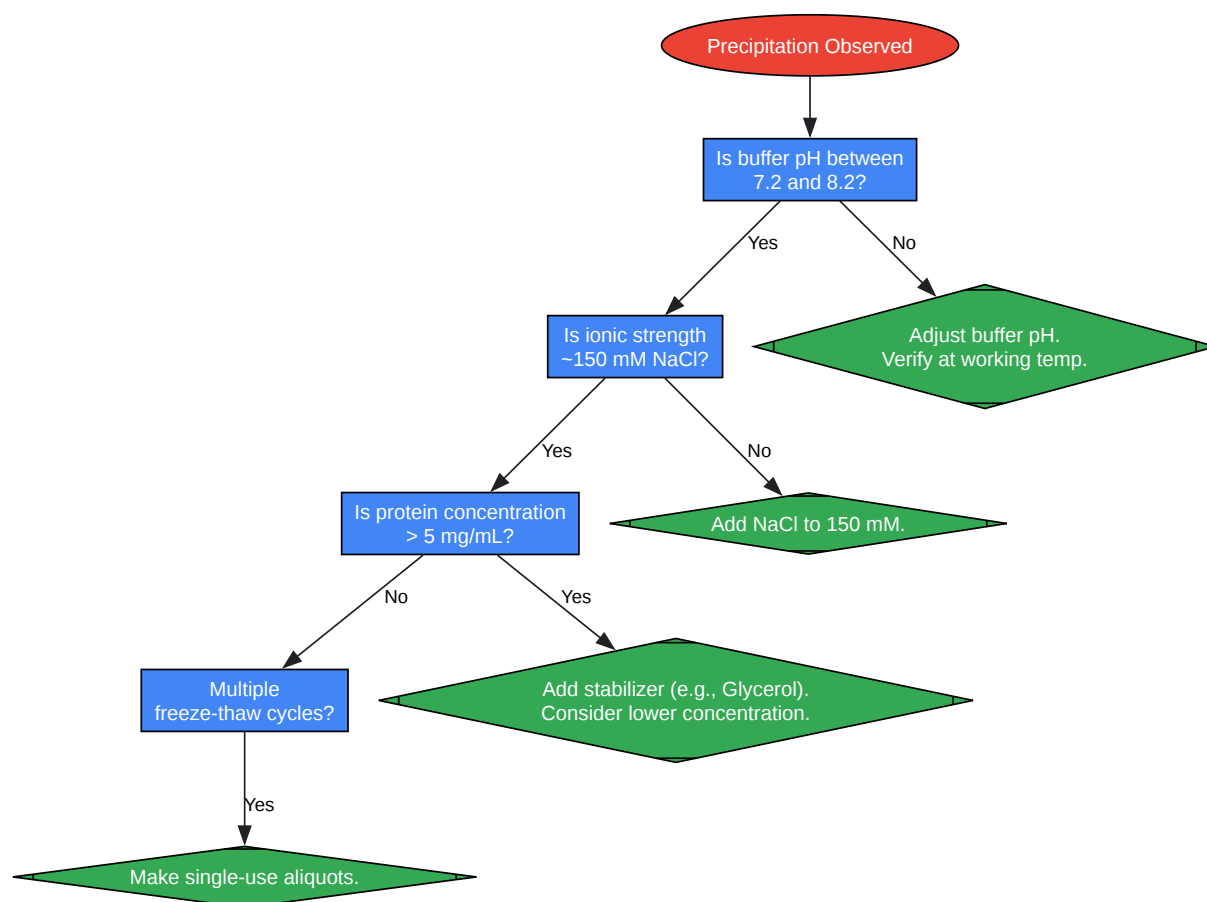 Precipitation Observed
Is buffer pH between
7.2 and 8.2?
Yes
No
Is ionic strength
~150 mM NaCl?
Adjust buffer pH.
Verify at working temp.
Yes
No
Is protein concentration
> 5 mg/mL?
Add NaCl to 150 mM.
No
Yes
Multiple
freeze-thaw cycles?
Add stabilizer (e.g., Glycerol).
Consider lower concentration.
Yes
Make single-use aliquots.